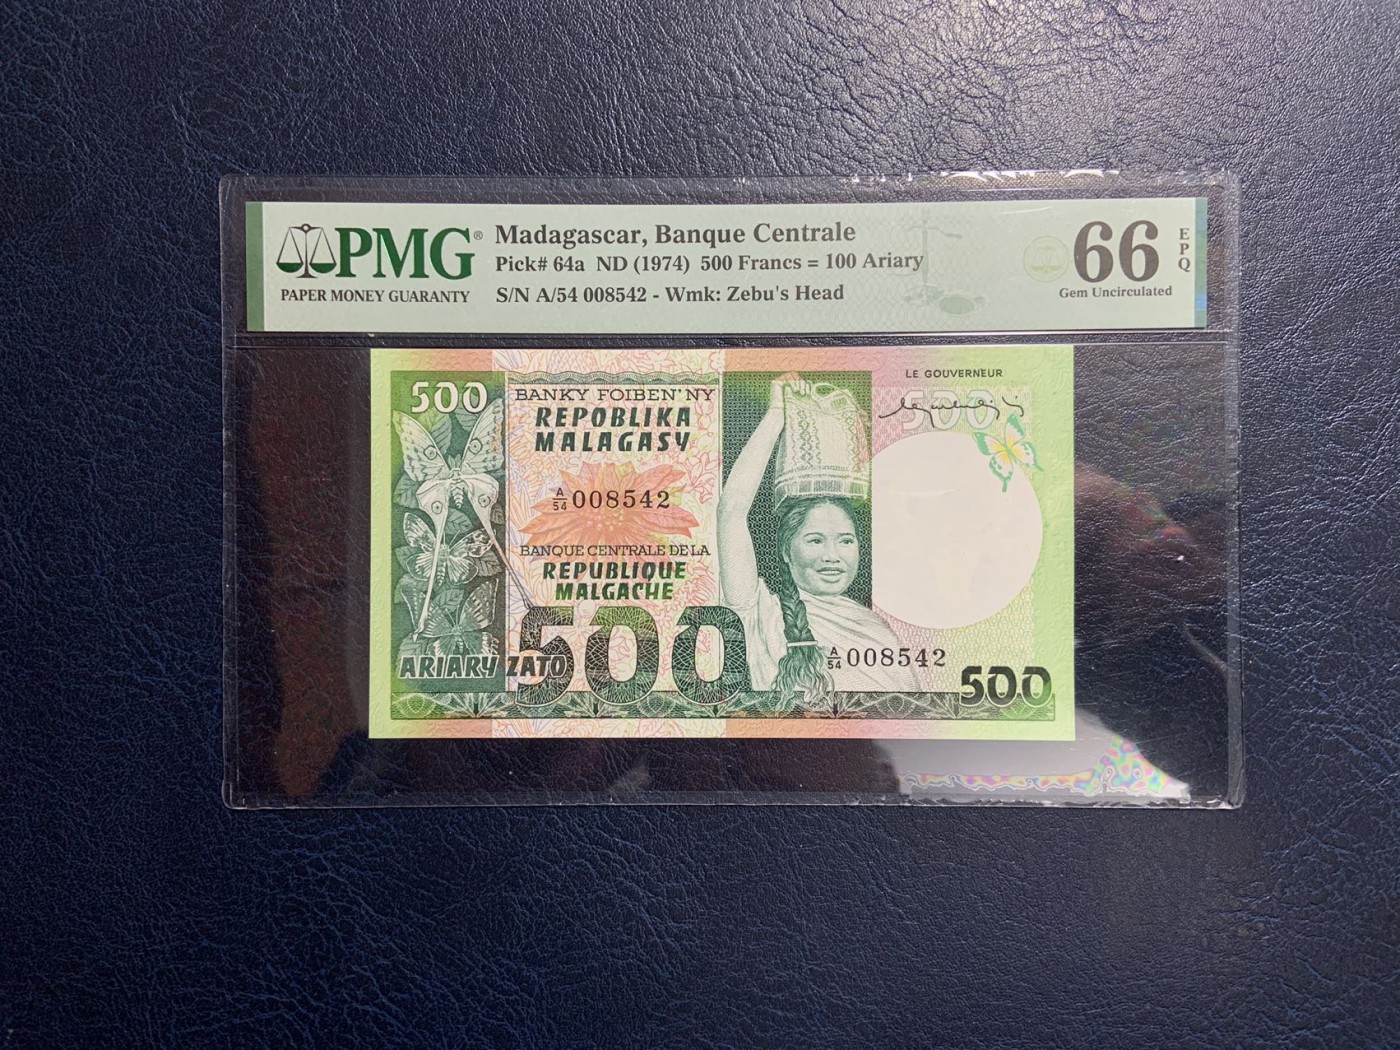 PMG®
PAPER MONEY GUARANTY
Madagascar, Banque Centrale
Pick# 64a ND (1974) 500 Francs = 100 Ariary
S/N A/54 008542 - Wmk: Zebu's Head
66
EPQ
Gem Uncirculated
500
BANKY FOIBEN' NY
REPOBLIKA
MALAGASY
A/54 008542
BANQUE CENTRALE DE LA
RÉPUBLIQUE
MALGACHE
500
ARIARY ZATO
LE GOUVERNEUR
500
A/54 008542
500